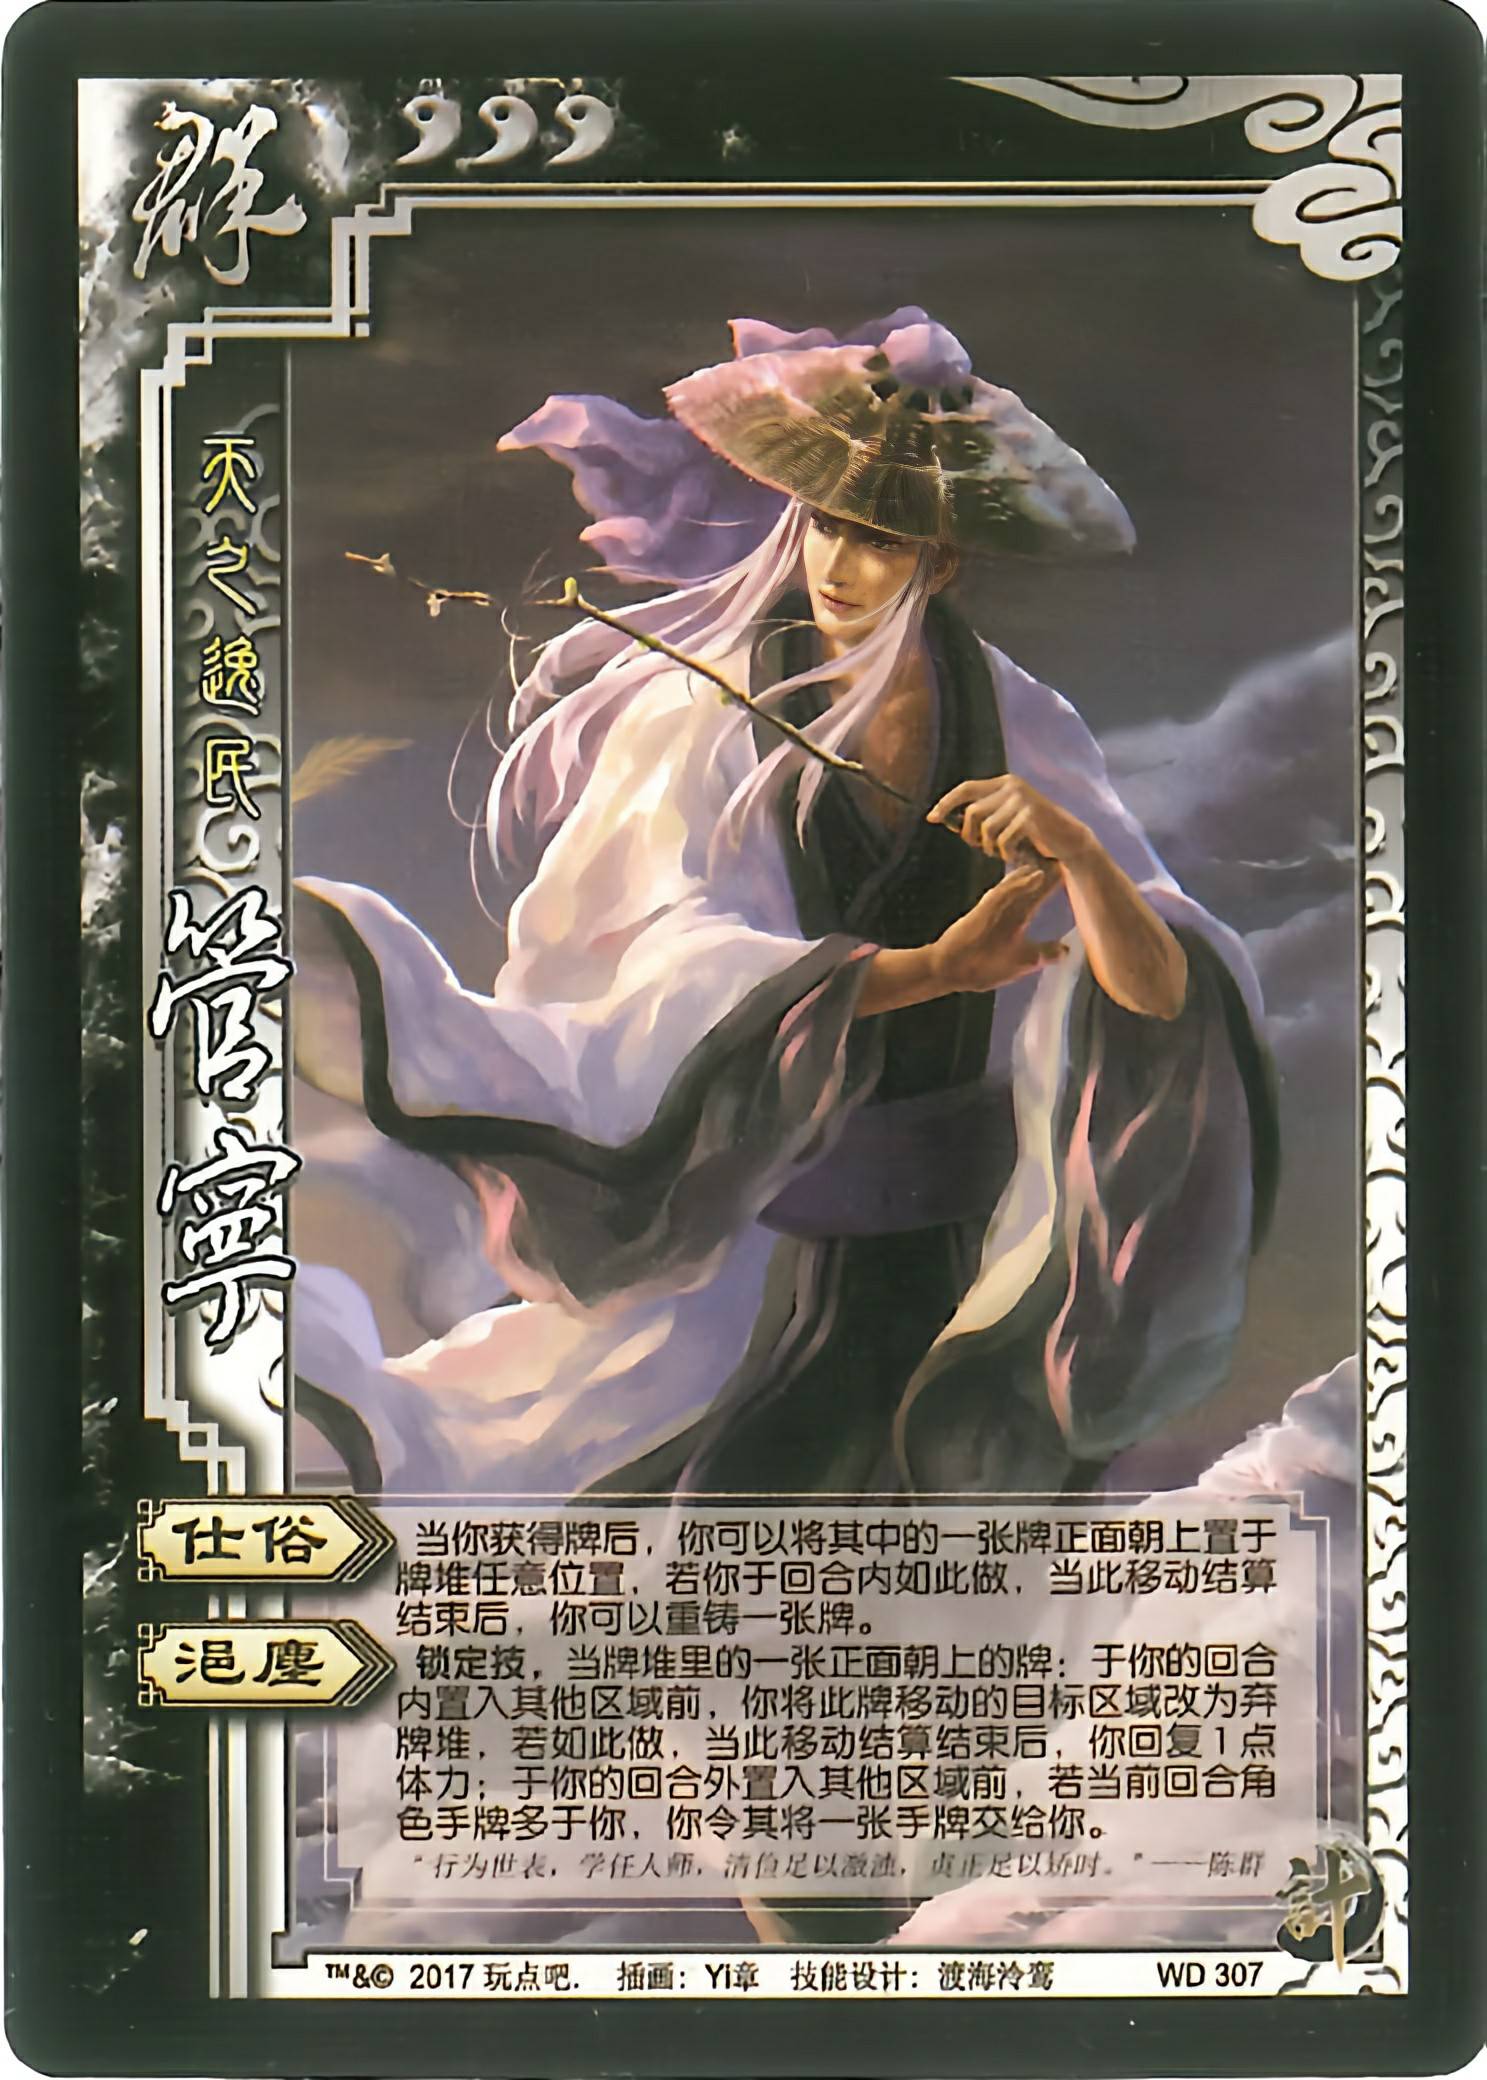 群
天之逸民
管寧
仕俗
当你获得牌后，你可以将其中的一张牌正面朝上置于
牌堆任意位置，若你于回合内如此做，当此移动结算
结束后，你可以重铸一张牌。
浥塵
锁定技，当牌堆里的一张正面朝上的牌：于你的回合
内置入其他区域前，你将此牌移动的目标区域改为弃
牌堆，若如此做，当此移动结算结束后，你回复1点
体力；于你的回合外置入其他区域前，若当前回合角
色手牌多于你，你令其将一张手牌交给你。
“行为世表，学任人师，清俭足以激浊，贞正足以矫时。”——陈群
計
™&© 2017 玩点吧. 插画：Yi章 技能设计：渡海泠鸾 WD 307